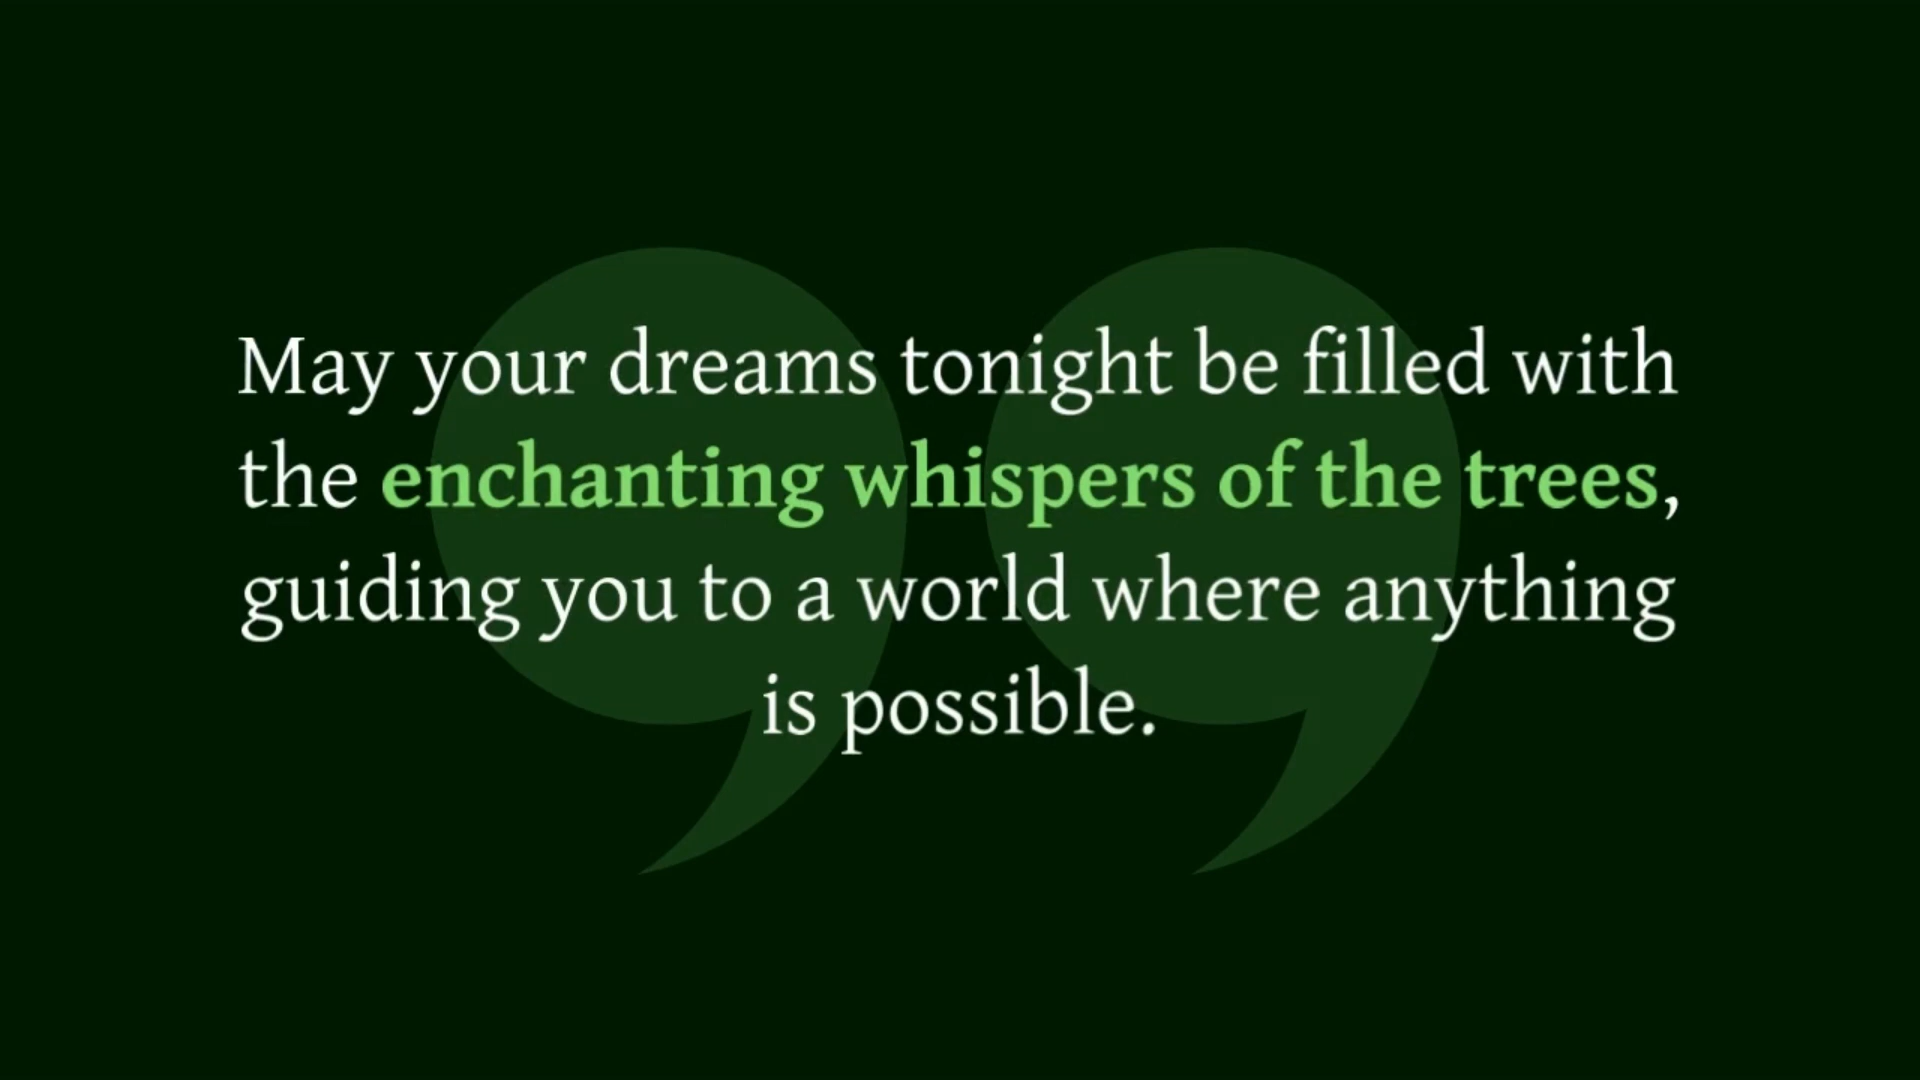 May your dreams tonight be filled with
the enchanting whispers of the trees,
guiding you to a world where anything
is possible.